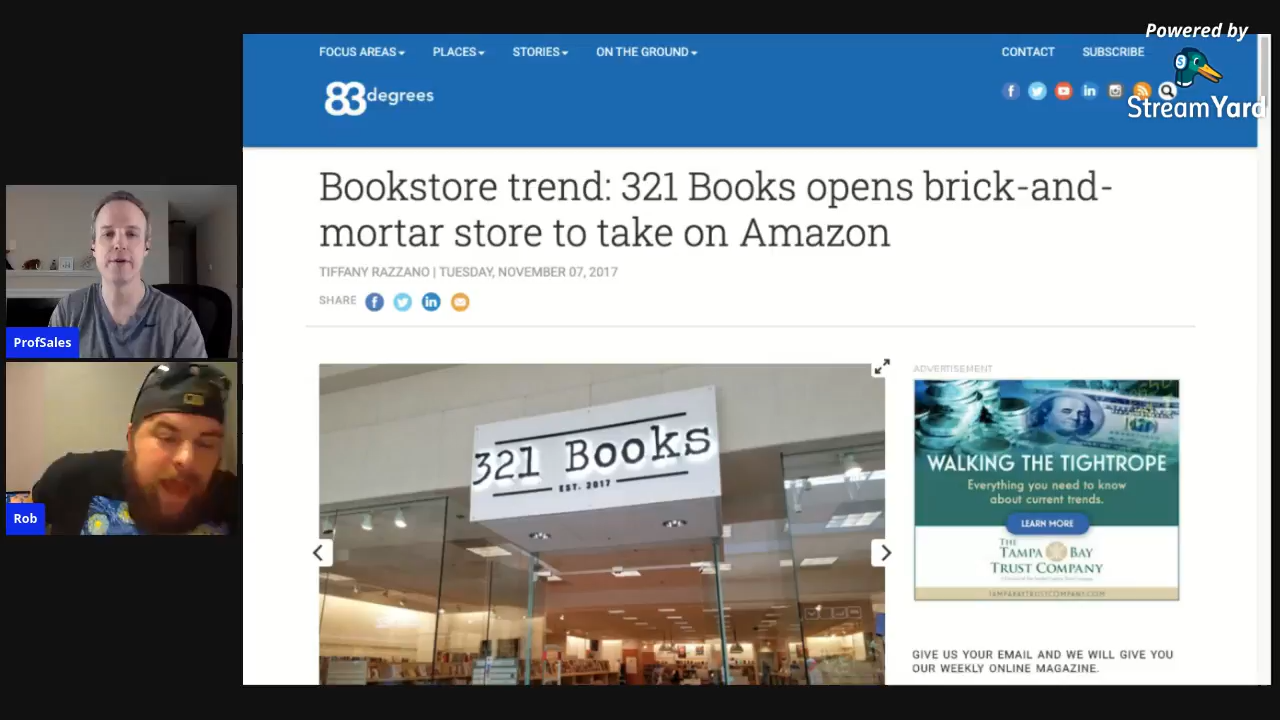 Powered by
StreamYard
FOCUS AREAS PLACES STORIES ON THE GROUND CONTACT SUBSCRIBE
83 degrees
Bookstore trend: 321 Books opens brick-and-
mortar store to take on Amazon
TIFFANY RAZZANO | TUESDAY, NOVEMBER 07, 2017
SHARE
ProfSales
Rob
321 Books
EST. 2017
ADVERTISEMENT
WALKING THE TIGHTROPE
Everything you need to know
about current trends.
LEARN MORE
THE
TAMPA BAY
TRUST COMPANY
TAMPABAYTRUSTCOMPANY.COM
GIVE US YOUR EMAIL AND WE WILL GIVE YOU
OUR WEEKLY ONLINE MAGAZINE.